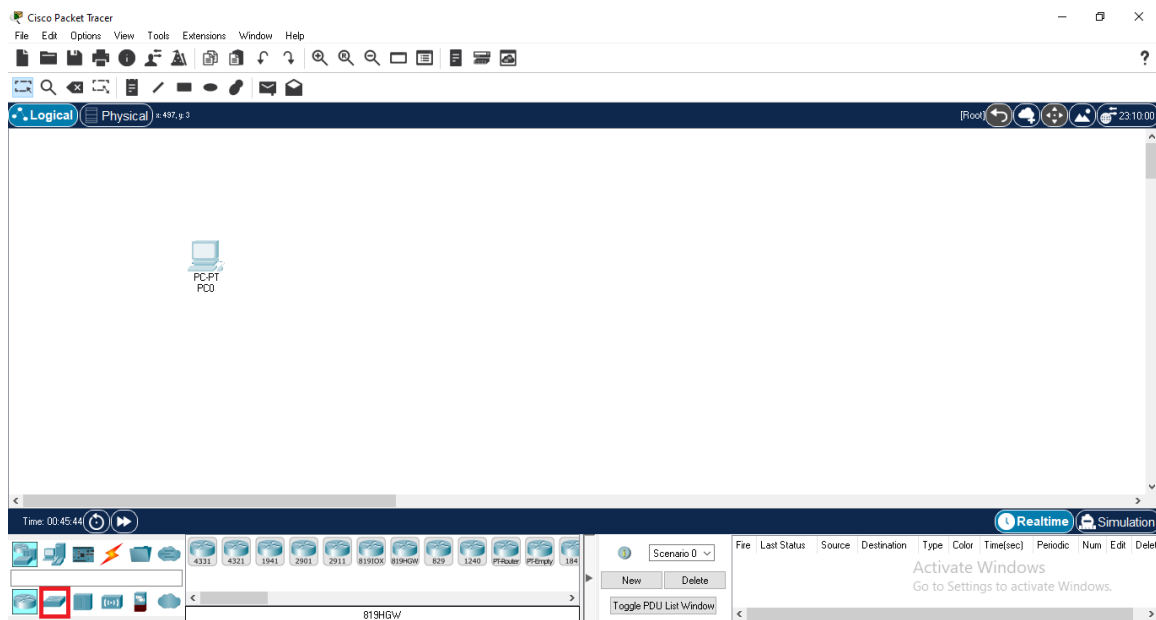 Cisco Packet Tracer
File Edit Options View Tools Extensions Window Help
?
Logical Physical x: 497, y: 3 [Root] 23:10:00
PC-PT
PC0
Time: 00:45:44 Realtime Simulation
4331 4321 1941 2901 2911 819IOX 819HGW 829 1240 PT-Router PT-Empty 184
819HGW
Scenario 0
New Delete
Toggle PDU List Window
Fire Last Status Source Destination Type Color Time(sec) Periodic Num Edit Delet
Activate Windows
Go to Settings to activate Windows.